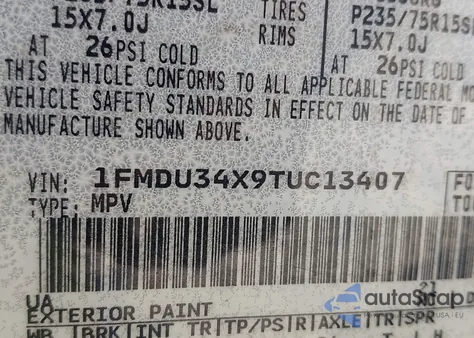 15X7.0J
TIRES
RIMS
P235/75R15SL
15X7.0J
AT 26PSI COLD
AT 26PSI COLD
THIS VEHICLE CONFORMS TO ALL APPLICABLE FEDERAL MO
VEHICLE SAFETY STANDARDS IN EFFECT ON THE DATE OF
MANUFACTURE SHOWN ABOVE.
VIN: 1FMDU34X9TUC13407
TYPE: MPV
UA
EXTERIOR PAINT
WB |BRK|INT TR|TP/PS|R|AXLE|TR|SPR
autoSnap